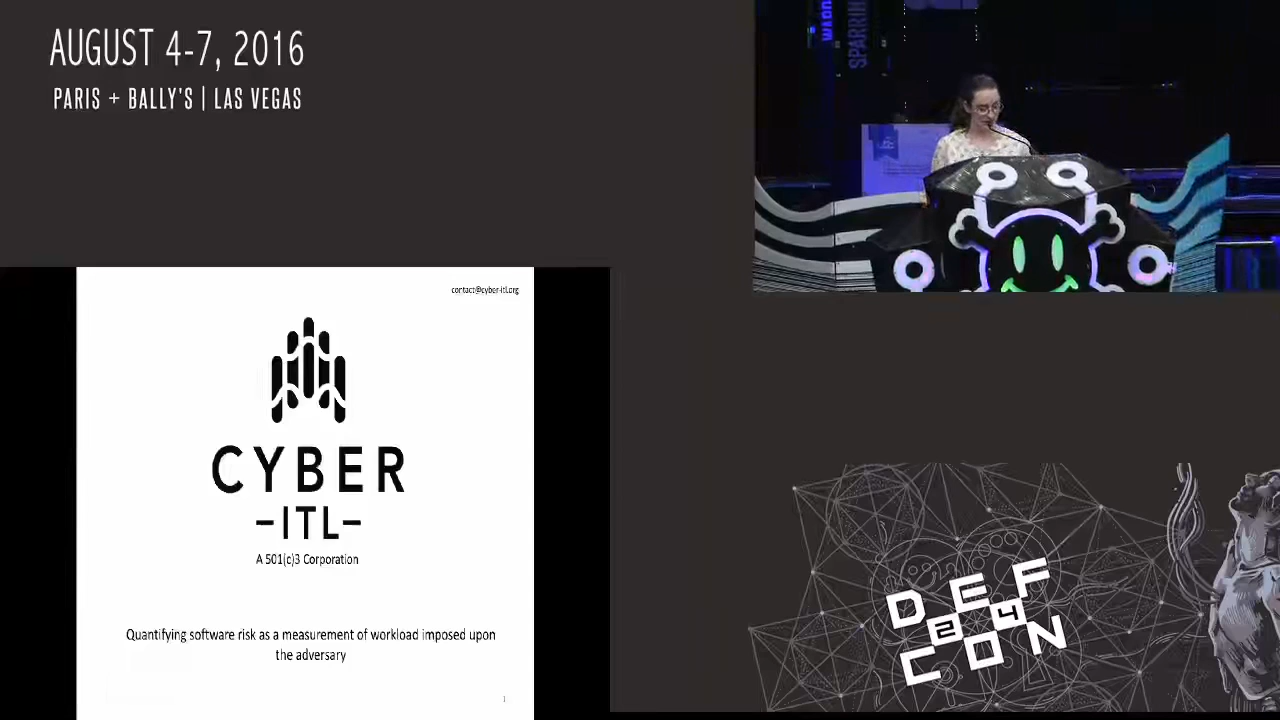 AUGUST 4-7, 2016
PARIS + BALLY'S | LAS VEGAS
SPARRIN
contact@cyber-itl.org
CYBER
-ITL-
A 501(c)3 Corporation
Quantifying software risk as a measurement of workload imposed upon
the adversary
1
DEF
24
CON